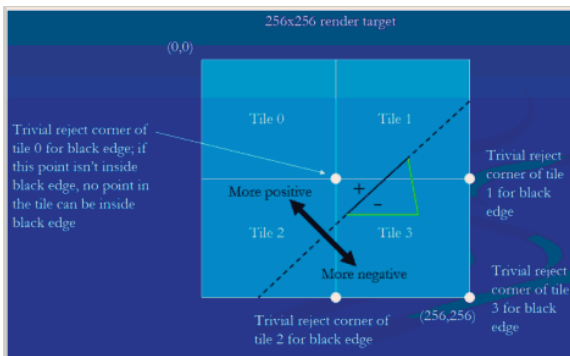 256x256 render target
(0,0)
Tile 0
Tile 1
Trivial reject corner of
tile 0 for black edge; if
this point isn't inside
black edge, no point in
the tile can be inside
black edge
Trivial reject
corner of tile
1 for black
edge
+
More positive
–
Tile 2
Tile 3
More negative
Trivial reject
corner of tile
3 for black
edge
(256,256)
Trivial reject corner of
tile 2 for black edge